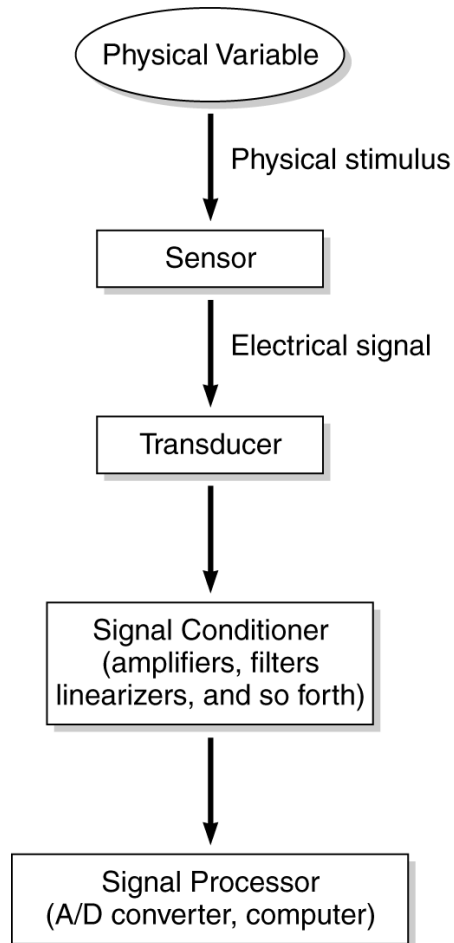 Physical Variable
Physical stimulus
Sensor
Electrical signal
Transducer
Signal Conditioner
(amplifiers, filters
linearizers, and so forth)
Signal Processor
(A/D converter, computer)